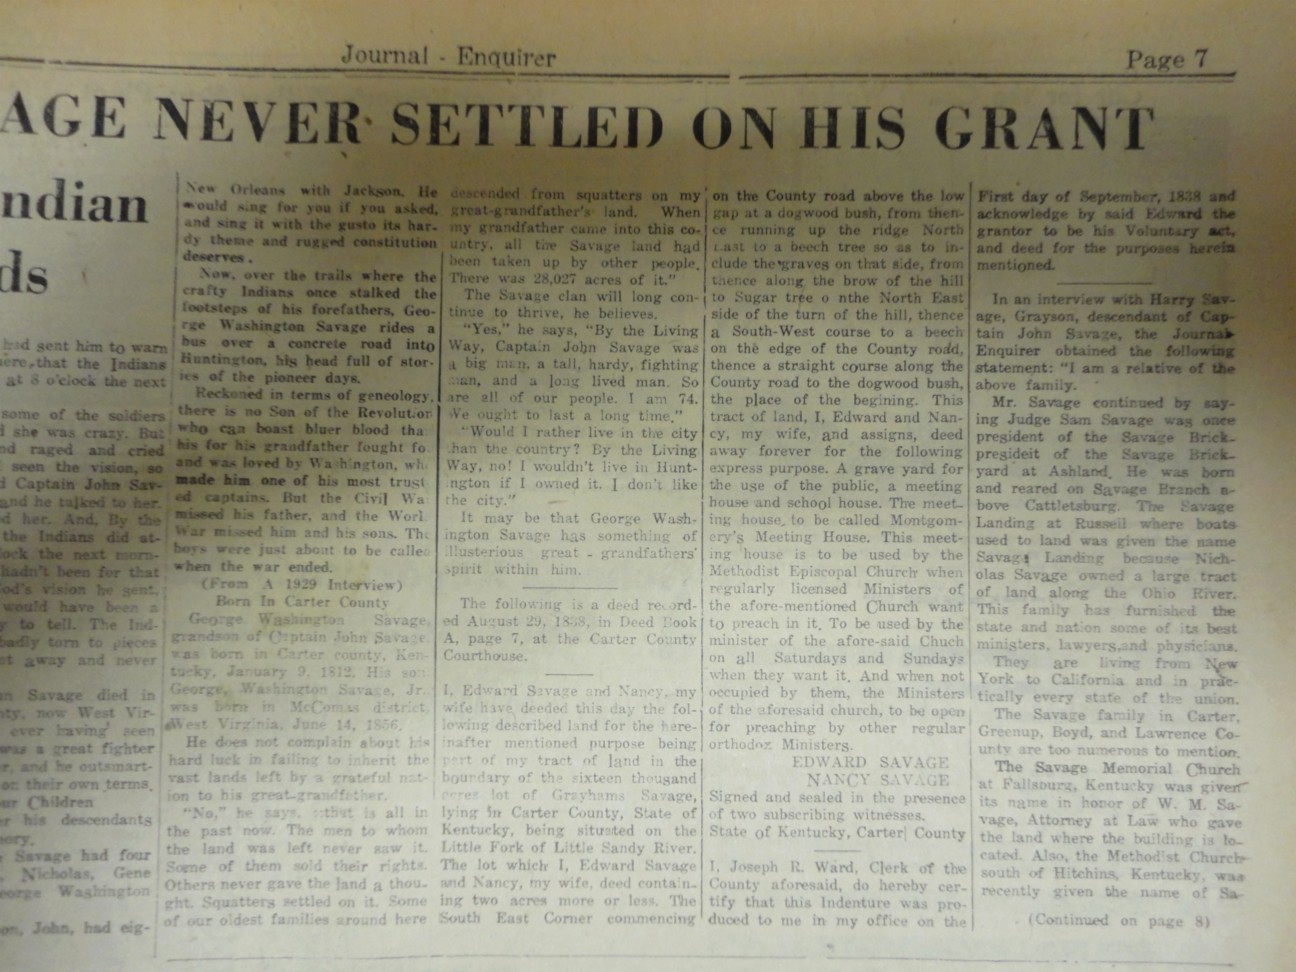 Journal - Enquirer
Page 7
AGE NEVER SETTLED ON HIS GRANT
ndian
ds
had sent him to warn
ere, that the Indians
at 8 o'clock the next
some of the soldiers
d she was crazy. But
nd raged and cried
seen the vision, so
d Captain John Sav-
and he talked to her.
ed her. And, By the
the Indians did at-
lock the next morn-
hadn't been for that
od's vision he sent,
would have been a
y to tell. The Ind-
badly torn to pieces
at away and never
n Savage died in
nty, now West Vir-
ever having seen
was a great fighter
r, and he outsmart-
on their own terms.
ur Children
er his descendants
ory.
Savage had four
Nicholas, Gene
eorge Washington
on, John, had eig-
New Orleans with Jackson. He
would sing for you if you asked,
and sing it with the gusto its har-
dy theme and rugged constitution
deserves.
Now, over the trails where the
crafty Indians once stalked the
footsteps of his forefathers, Geo-
rge Washington Savage rides a
bus over a concrete road into
Huntington, his head full of stor-
ies of the pioneer days.
Reckoned in terms of geneology,
there is no Son of the Revolutior
who can boast bluer blood tha
his for his grandfather fought fo
and was loved by Washington, wh
made him one of his most trust
ed captains. But the Civil Wa
missed his father, and the Worl
War missed him and his sons. The
boys were just about to be calle
when the war ended.
(From A 1929 Interview)
Born In Carter County
George Washington Savage,
grandson of Captain John Savage,
was born in Carter county, Ken-
tucky, January 9, 1812. His son
George, Washington Savage, Jr.
was born in McComas district,
West Virginia, June 14, 1856.
He does not complain about his
hard luck in failing to inherit the
vast lands left by a grateful nat-
ion to his great-grandfather.
"No," he says, "that is all in
the past now. The men to whom
the land was left never saw it.
Some of them sold their rights.
Others never gave the land a thou-
ght. Squatters settled on it. Some
of our oldest families around here
descended from squatters on my
great-grandfather's land. When
my grandfather came into this co-
untry, all the Savage land had
been taken up by other people.
There was 28,027 acres of it."
The Savage clan will long con-
tinue to thrive, he believes.
"Yes," he says, "By the Living
Way, Captain John Savage was
a big man, a tall, hardy, fighting
man, and a long lived man. So
are all of our people. I am 74.
We ought to last a long time."
"Would I rather live in the city
than the country? By the Living
Way, no! I wouldn't live in Hunt-
ngton if I owned it. I don't like
the city."
It may be that George Wash-
ington Savage has something of
illusterious great - grandfathers'
spirit within him.
The following is a deed record-
ed August 29, 1838, in Deed Book
A, page 7, at the Carter County
Courthouse.
I, Edward Savage and Nancy, my
wife have deeded this day the fol-
lowing described land for the here-
inafter mentioned purpose being
part of my tract of land in the
bourdary of the sixteen thousand
acres lot of Grayhams Savage,
lying in Carter County, State of
Kentucky, being situated on the
Little Fork of Little Sandy River.
The lot which I, Edward Savage
and Nancy, my wife, deed contain-
ing two acres more or less. The
South East Corner commencing
on the County road above the low
gap at a dogwood bush, from then-
ce running up the ridge North
East to a beech tree so as to in-
clude the graves on that side, from
thence along the brow of the hill
to Sugar tree o nthe North East
side of the turn of the hill, thence
a South-West course to a beech
on the edge of the County road,
thence a straight course along the
County road to the dogwood bush,
the place of the begining. This
tract of land, I, Edward and Nan-
cy, my wife, and assigns, deed
away forever for the following
express purpose. A grave yard for
the use of the public, a meeting
house and school house. The meet-
ing house to be called Montgom-
ery's Meeting House. This meet-
ing house is to be used by the
Methodist Episcopal Church when
regularly licensed Ministers of
the afore-mentioned Church want
to preach in it. To be used by the
minister of the afore-said Chuch
on all Saturdays and Sundays
when they want it. And when not
occupied by them, the Ministers
of the aforesaid church, to be open
for preaching by other regular
orthodox Ministers.
EDWARD SAVAGE
NANCY SAVAGE
Signed and sealed in the presence
of two subscribing witnesses.
State of Kentucky, Carter County
I, Joseph R. Ward, Clerk of the
County aforesaid, do hereby cer-
tify that this Indenture was pro-
duced to me in my office on the
First day of September, 1838 and
acknowledge by said Edward the
grantor to be his Voluntary act,
and deed for the purposes herein
mentioned.
In an interview with Harry Sav-
age, Grayson, descendant of Cap-
tain John Savage, the Journal-
Enquirer obtained the following
statement: "I am a relative of the
above family.
Mr. Savage continued by say-
ing Judge Sam Savage was once
president of the Savage Brick-
presideit of the Savage Brick-
yard at Ashland. He was born
and reared on Savage Branch a-
bove Cattletsburg. The Savage
Landing at Russell where boats
used to land was given the name
Savage Landing because Nich-
olas Savage owned a large tract
of land along the Ohio River.
This family has furnished the
state and nation some of its best
ministers, lawyers, and physicians.
They are living from New
York to California and in prac-
tically every state of the union.
The Savage family in Carter,
Greenup, Boyd, and Lawrence Co-
unty are too numerous to mention.
The Savage Memorial Church
at Fallsburg, Kentucky was given
its name in honor of W. M. Sa-
vage, Attorney at Law who gave
the land where the building is lo-
cated. Also, the Methodist Church
south of Hitchins, Kentucky, was
recently given the name of Sa-
(Continued on page 8)